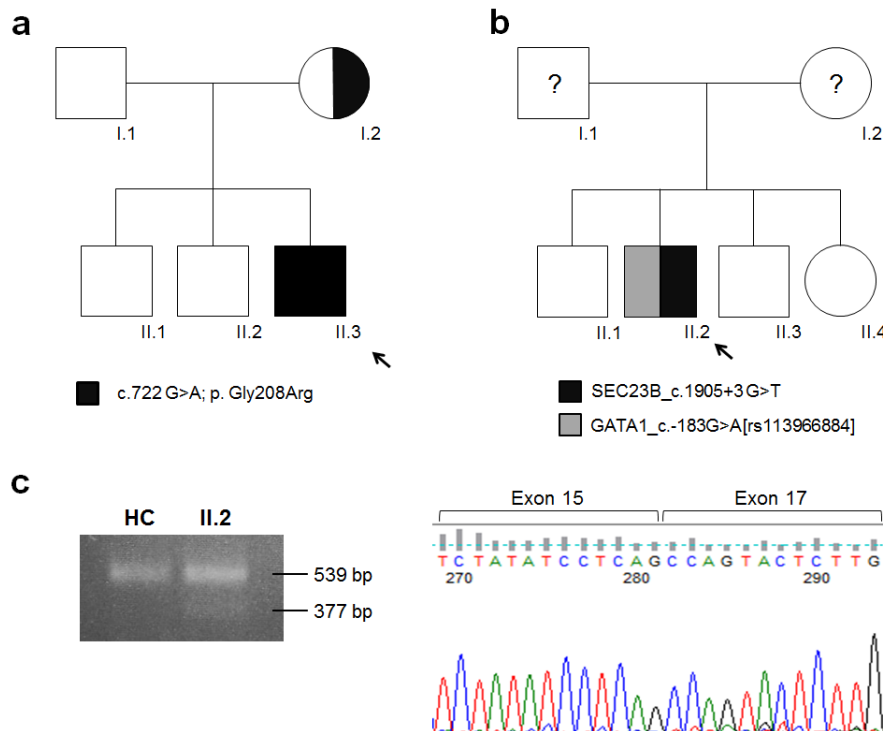 a
I.1
I.2
II.1
II.2
II.3
c.722 G>A; p. Gly208Arg
b
?
?
I.1
I.2
II.1
II.2
II.3
II.4
SEC23B_c.1905+3 G>T
GATA1_c.-183G>A[rs113966884]
c
HC
II.2
539 bp
377 bp
Exon 15
Exon 17
TCTATATCCTCAGCCAGTACTCTTG
270
280
290